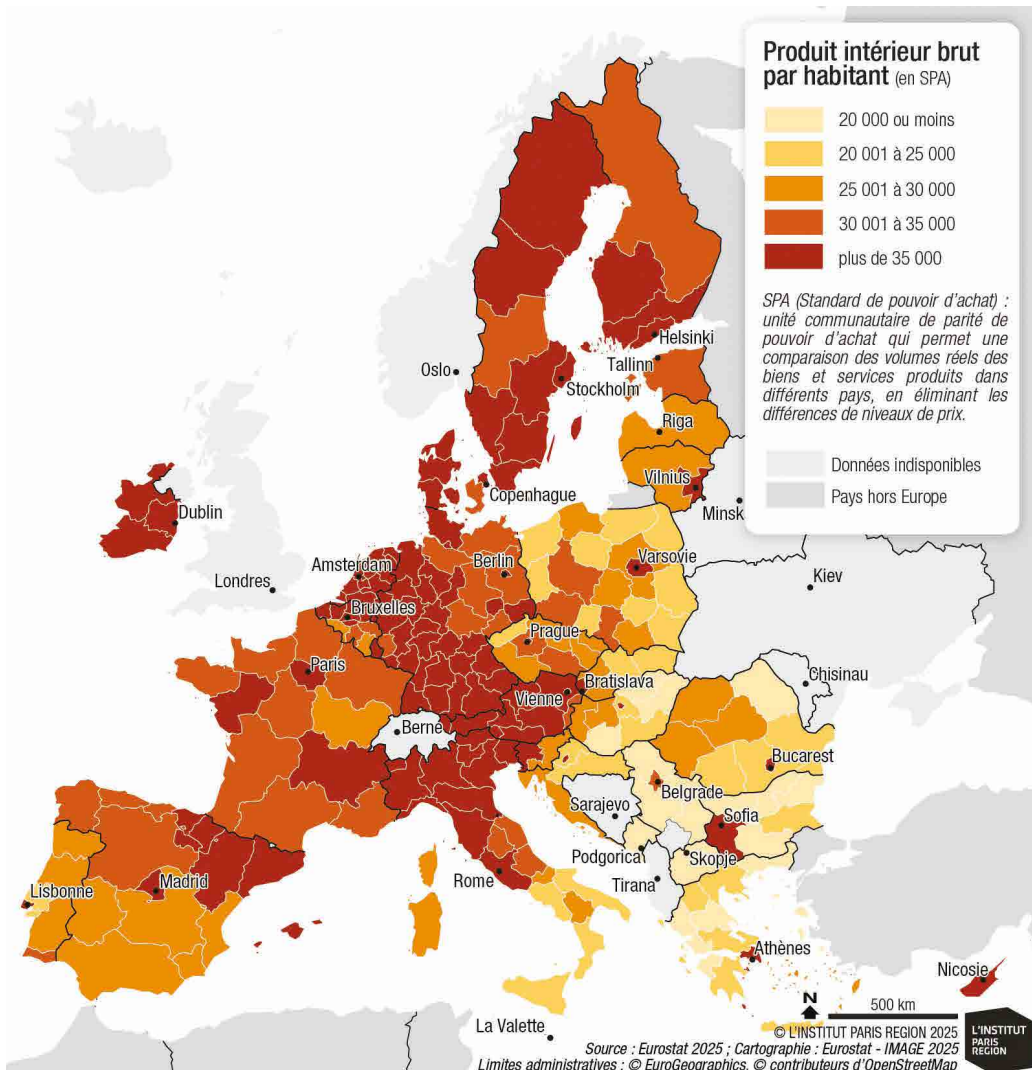 Produit intérieur brut
par habitant (en SPA)
20 000 ou moins
20 001 à 25 000
25 001 à 30 000
30 001 à 35 000
plus de 35 000
SPA (Standard de pouvoir d'achat) :
unité communautaire de parité de
pouvoir d'achat qui permet une
comparaison des volumes réels des
biens et services produits dans
différents pays, en éliminant les
différences de niveaux de prix.
Données indisponibles
Pays hors Europe
Helsinki
Tallinn
Oslo
Stockholm
Riga
Vilnius
Copenhague
Minsk
Dublin
Amsterdam
Berlin
Varsovie
Londres
Kiev
Bruxelles
Prague
Paris
Chisinau
Bratislava
Vienne
Berne
Bucarest
Belgrade
Sarajevo
Sofia
Podgorica
Skopje
Rome
Tirana
Madrid
Lisbonne
Athènes
Nicosie
La Valette
N
500 km
© L'INSTITUT PARIS REGION 2025
Source : Eurostat 2025 ; Cartographie : Eurostat - IMAGE 2025
Limites administratives : © EuroGeographics, © contributeurs d'OpenStreetMap
L'INSTITUT
PARIS
REGION